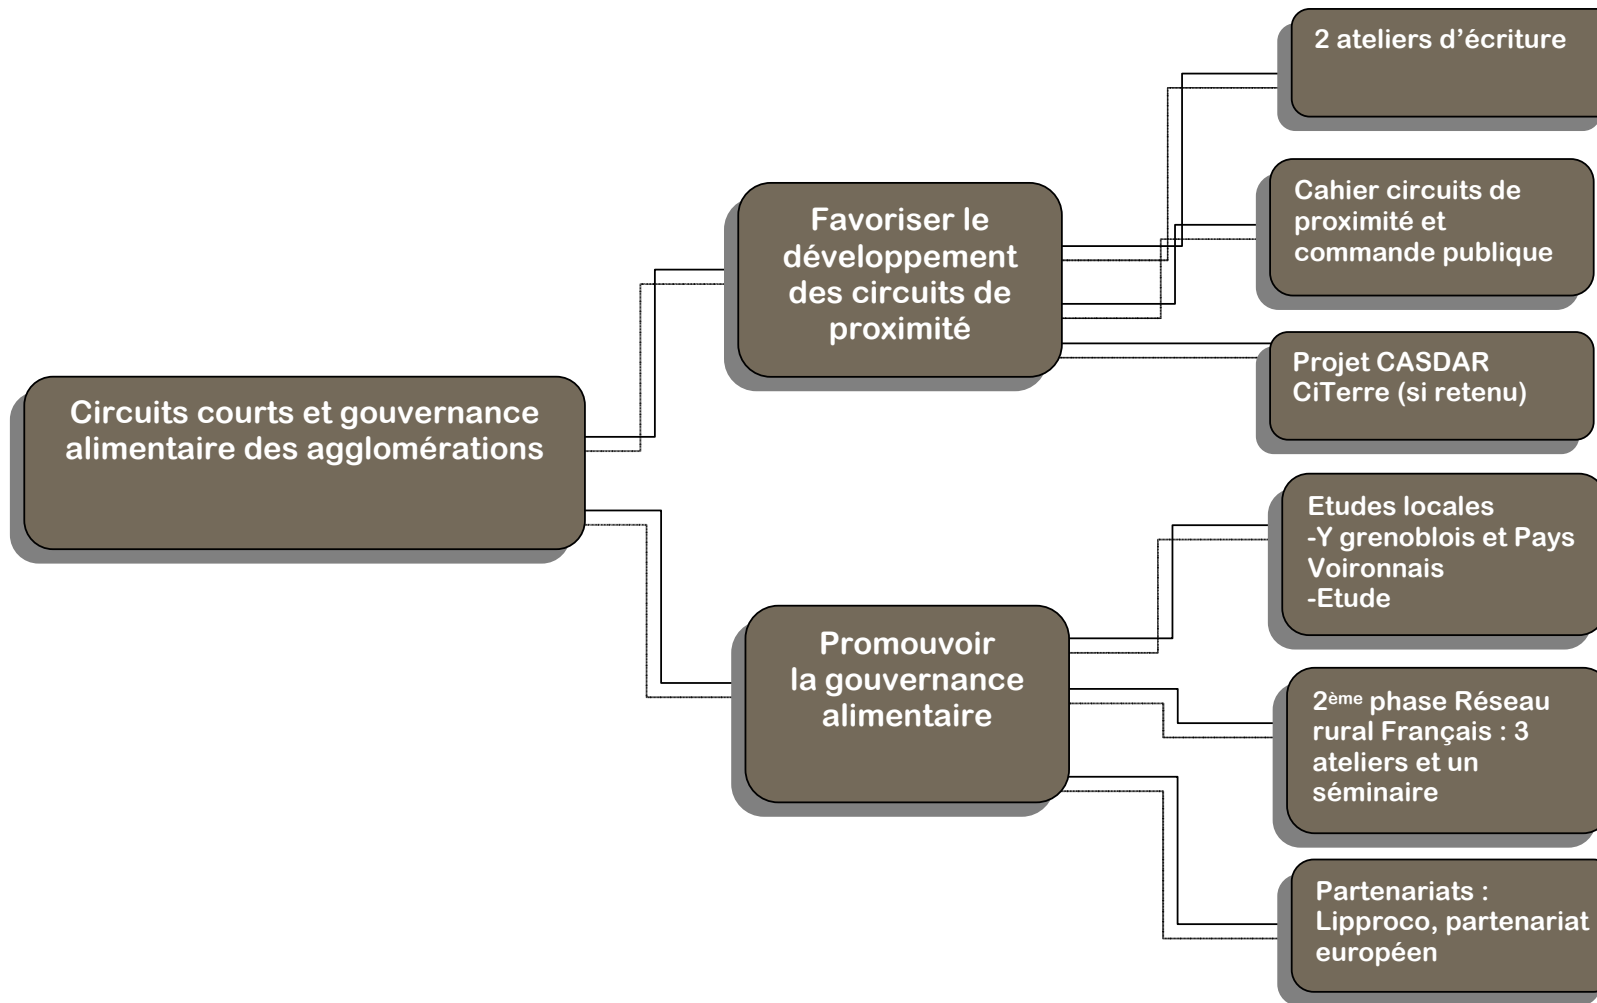 Circuits courts et gouvernance
alimentaire des agglomérations
Favoriser le
développement
des circuits de
proximité
2 ateliers d’écriture
Cahier circuits de
proximité et
commande publique
Projet CASDAR
CiTerre (si retenu)
Promouvoir
la gouvernance
alimentaire
Etudes locales
-Y grenoblois et Pays
Voironnais
-Etude
2ème phase Réseau
rural Français : 3
ateliers et un
séminaire
Partenariats :
Lipproco, partenariat
européen